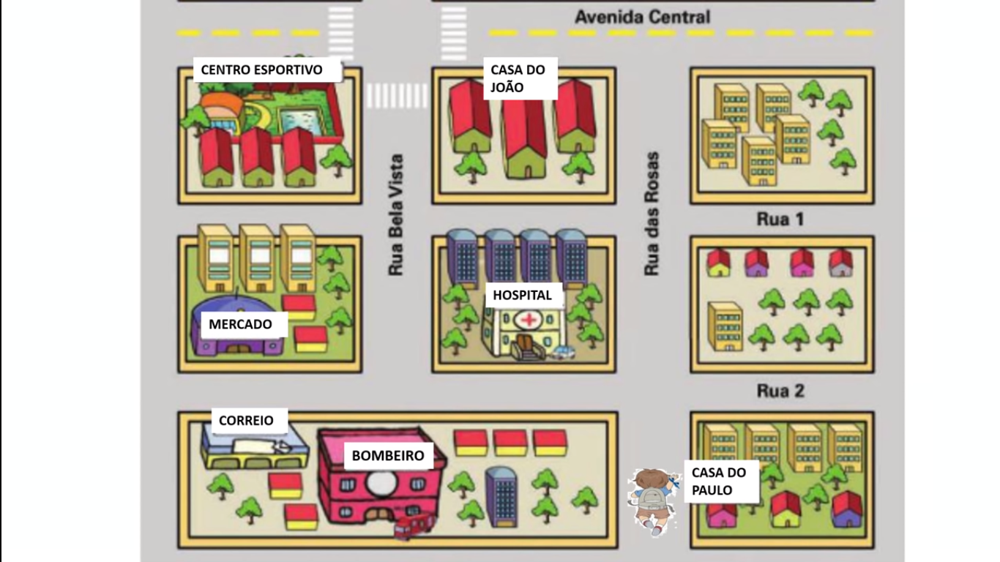 Avenida Central
CENTRO ESPORTIVO
CASA DO
JOÃO
Rua Bela Vista
Rua das Rosas
Rua 1
MERCADO
HOSPITAL
Rua 2
CORREIO
BOMBEIRO
CASA DO
PAULO